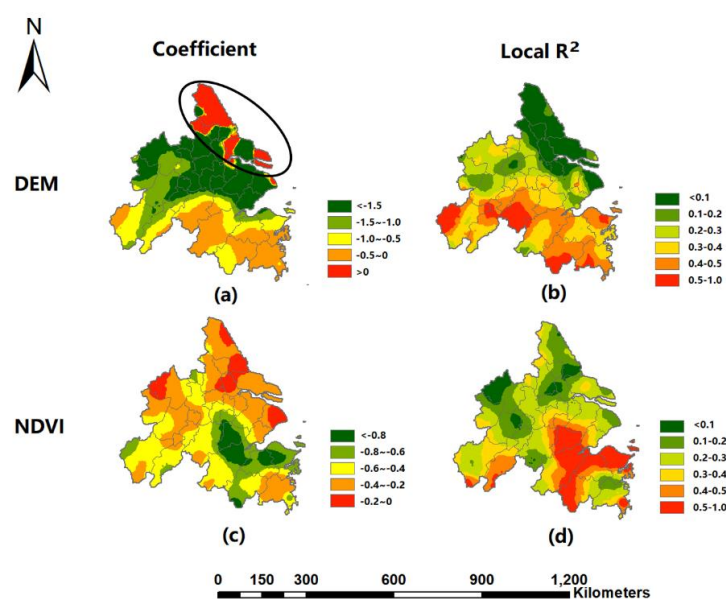 N
Coefficient
Local R²
DEM
<-1.5
-1.5~-1.0
-1.0~-0.5
-0.5~0
>0
(a)
<0.1
0.1-0.2
0.2-0.3
0.3-0.4
0.4-0.5
0.5-1.0
(b)
NDVI
<-0.8
-0.8~-0.6
-0.6~-0.4
-0.4~-0.2
-0.2~0
(c)
<0.1
0.1-0.2
0.2-0.3
0.3-0.4
0.4-0.5
0.5-1.0
(d)
0 150 300 600 900 1,200
Kilometers